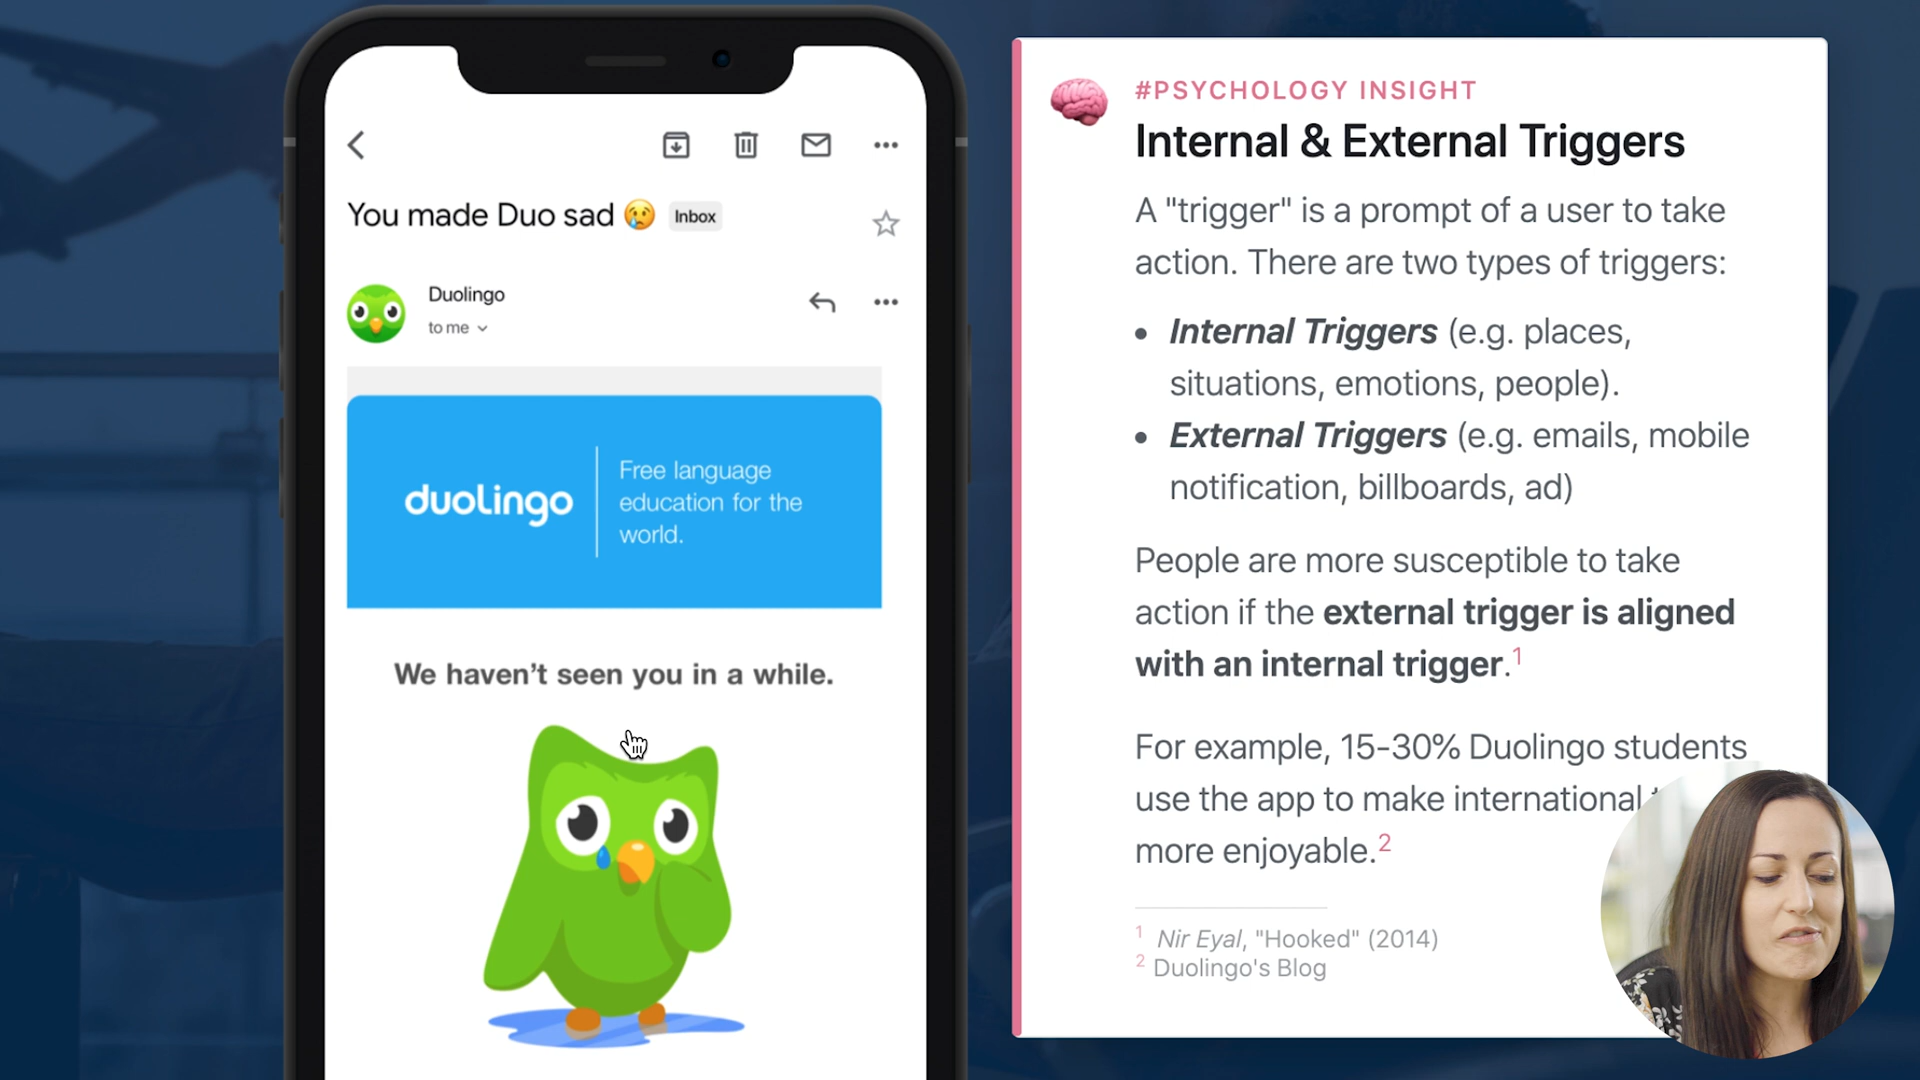 You made Duo sad 😢 Inbox
Duolingo
to me
duolingo
Free language
education for the
world.
We haven't seen you in a while.
#PSYCHOLOGY INSIGHT
Internal & External Triggers
A "trigger" is a prompt of a user to take
action. There are two types of triggers:
• Internal Triggers (e.g. places,
situations, emotions, people).
• External Triggers (e.g. emails, mobile
notification, billboards, ad)
People are more susceptible to take
action if the external trigger is aligned
with an internal trigger.1
For example, 15-30% Duolingo students
use the app to make international
more enjoyable.2
1 Nir Eyal, "Hooked" (2014)
2 Duolingo's Blog